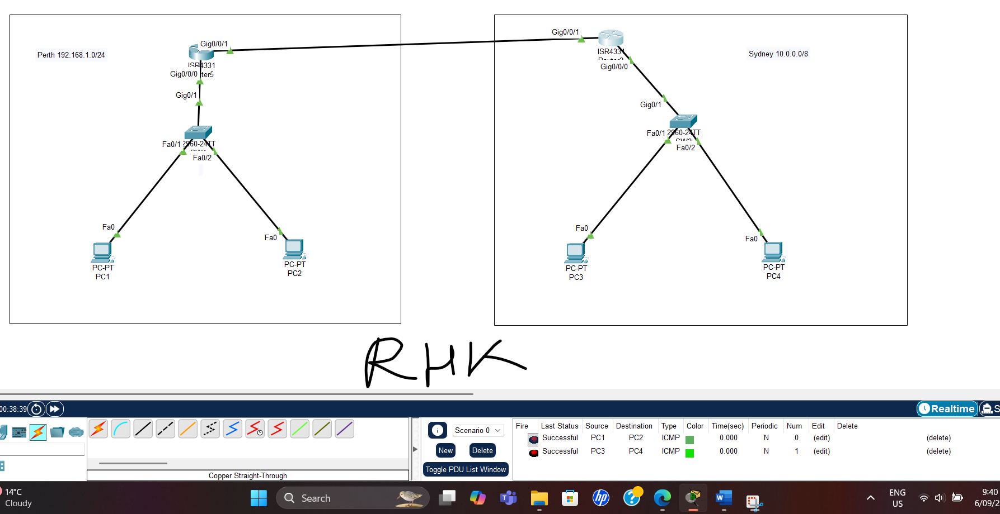 Perth 192.168.1.0/24
Gig0/0/1
ISR4331
Gig0/0/0 ter5
Gig0/1
Fa0/1 2960-24TT
Fa0/2
Fa0
PC-PT
PC1
Fa0
PC-PT
PC2
Gig0/0/1
ISR4331
Gig0/0/0
Sydney 10.0.0.0/8
Gig0/1
Fa0/1 2960-24TT
Fa0/2
Fa0
PC-PT
PC3
Fa0
PC-PT
PC4
RHK
00:38:39
Realtime
S
Scenario 0
New Delete
Toggle PDU List Window
Copper Straight-Through
Fire Last Status Source Destination Type Color Time(sec) Periodic Num Edit Delete
Successful PC1 PC2 ICMP 0.000 N 0 (edit) (delete)
Successful PC3 PC4 ICMP 0.000 N 1 (edit) (delete)
14°C
Cloudy
Search
hp
ENG
US
9:40
6/09/2